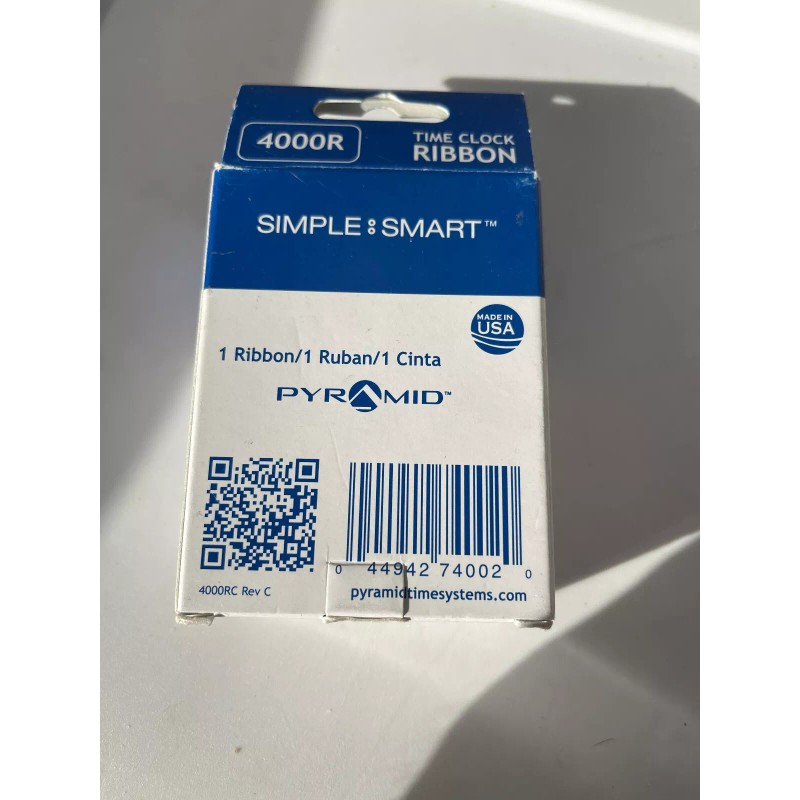 4000R
TIME CLOCK
RIBBON
SIMPLE SMART™
MADE IN
USA
1 Ribbon/1 Ruban/1 Cinta
PYRAMID™
0 44942 74002 0
4000RC Rev C
pyramidtimesystems.com